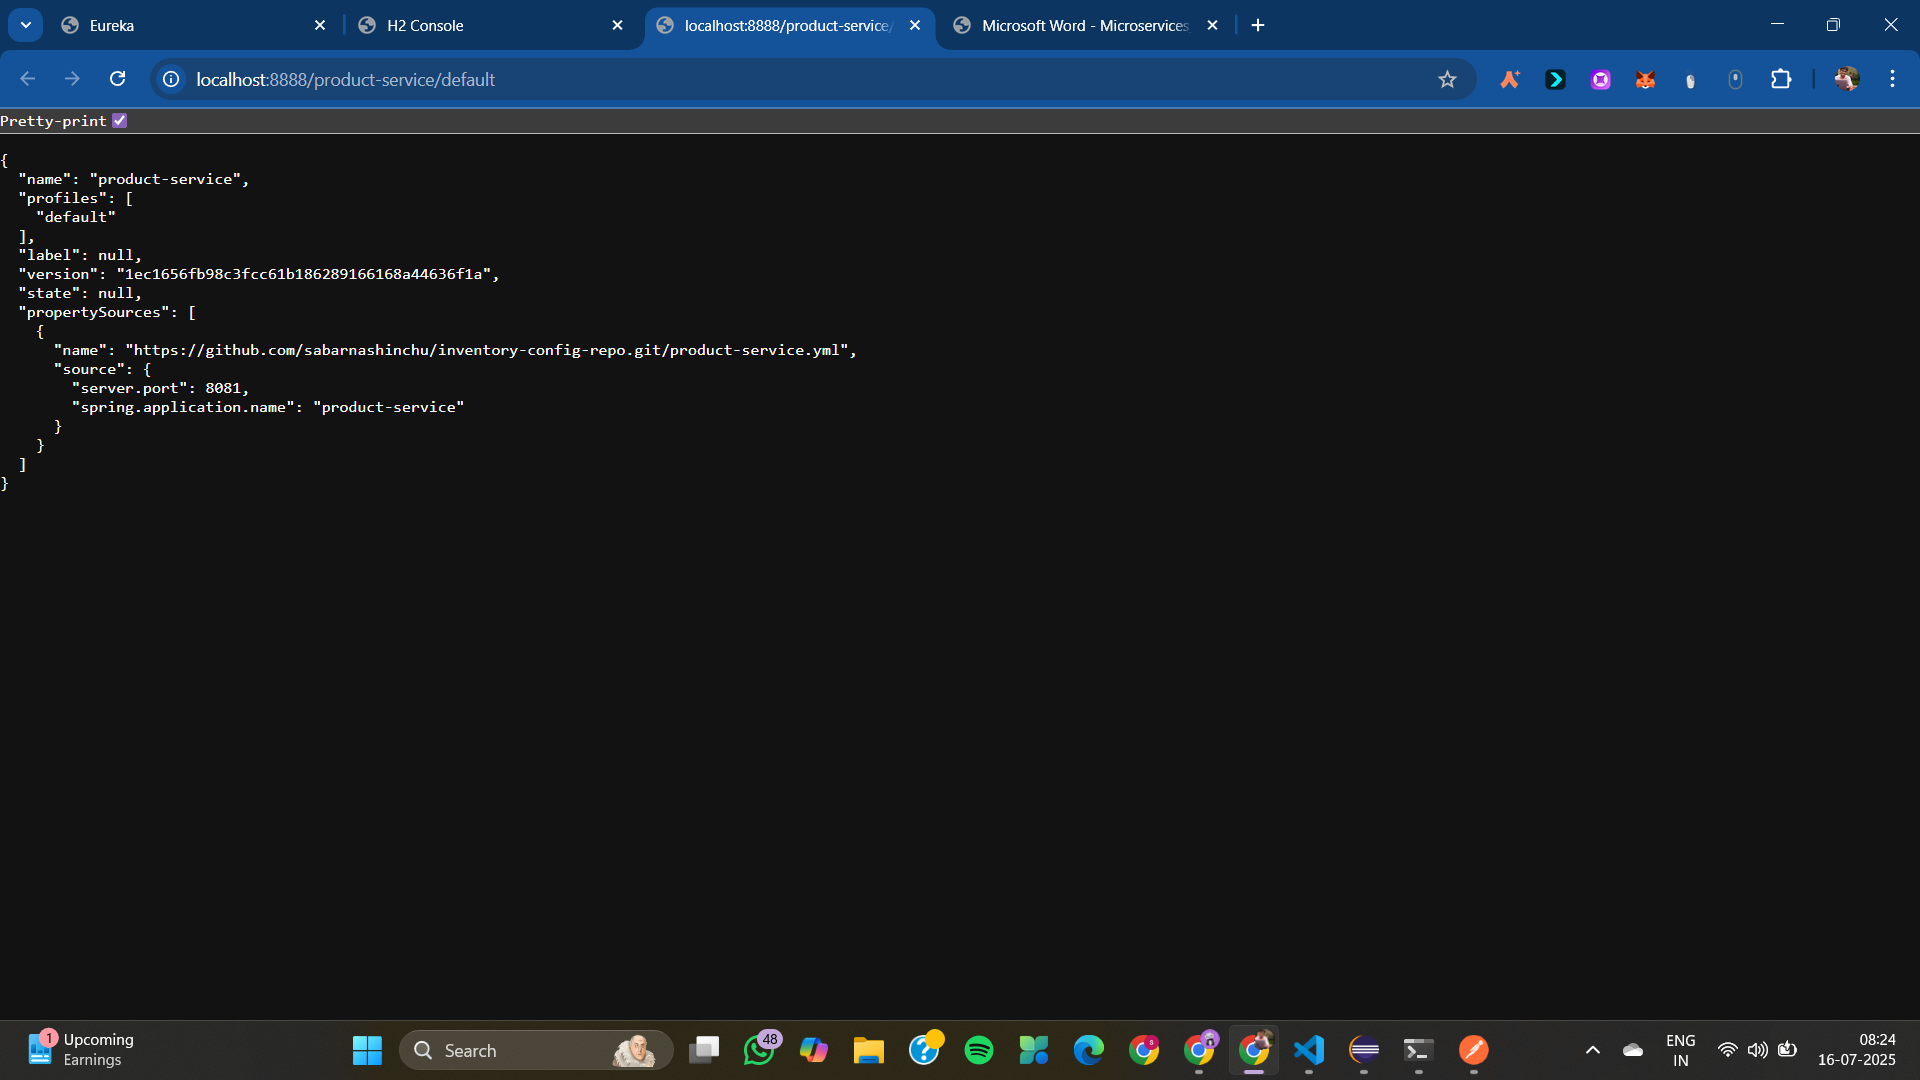 Eureka
H2 Console
localhost:8888/product-service/
Microsoft Word - Microservices
localhost:8888/product-service/default
Pretty-print
{
  "name": "product-service",
  "profiles": [
    "default"
  ],
  "label": null,
  "version": "1ec1656fb98c3fcc61b186289166168a44636f1a",
  "state": null,
  "propertySources": [
    {
      "name": "https://github.com/sabarnashinchu/inventory-config-repo.git/product-service.yml",
      "source": {
        "server.port": 8081,
        "spring.application.name": "product-service"
      }
    }
  ]
}
1
Upcoming
Earnings
Search
48
s
ENG
IN
08:24
16-07-2025